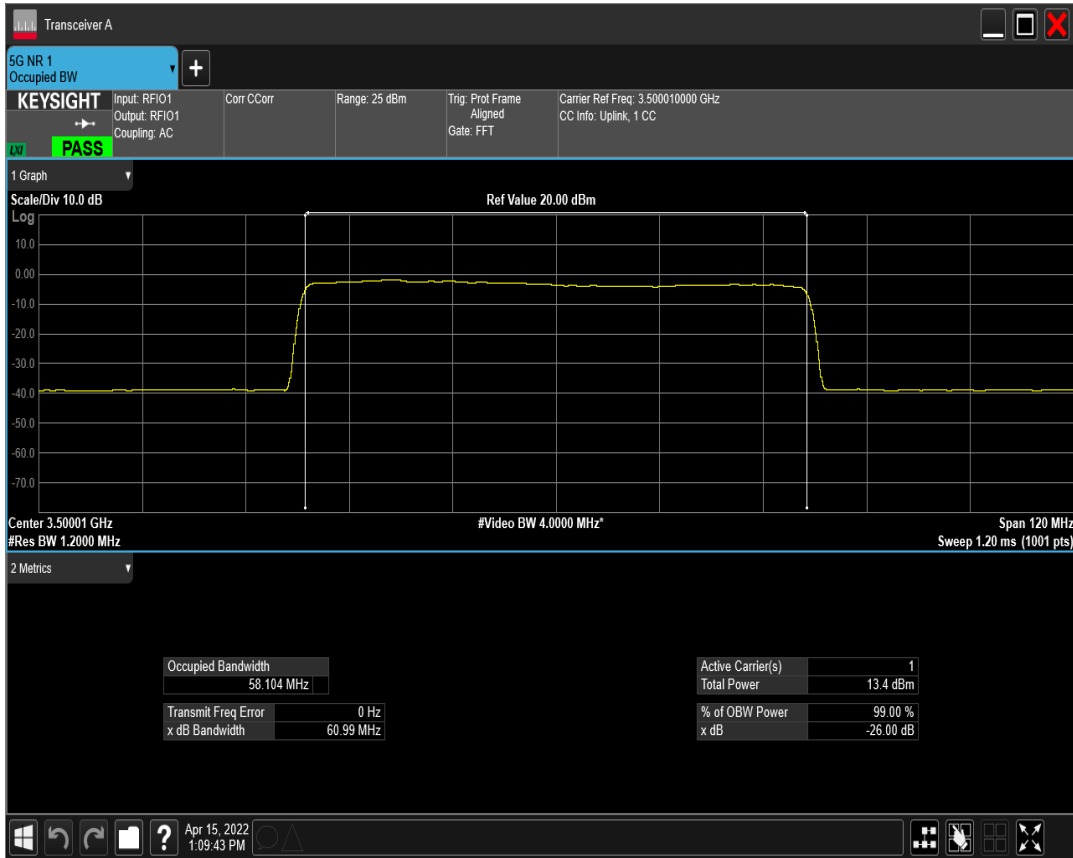 Transceiver A
5G NR 1
Occupied BW
KEYSIGHT
LXI
PASS
Input: RFIO1
Output: RFIO1
Coupling: AC
Corr CCorr
Range: 25 dBm
Trig: Prot Frame
Aligned
Gate: FFT
Carrier Ref Freq: 3.500010000 GHz
CC Info: Uplink, 1 CC
1 Graph
Scale/Div 10.0 dB
Ref Value 20.00 dBm
Log
10.0
0.00
-10.0
-20.0
-30.0
-40.0
-50.0
-60.0
-70.0
Center 3.50001 GHz
#Video BW 4.0000 MHz*
Span 120 MHz
#Res BW 1.2000 MHz
Sweep 1.20 ms (1001 pts)
2 Metrics
Occupied Bandwidth
58.104 MHz
Transmit Freq Error 0 Hz
x dB Bandwidth 60.99 MHz
Active Carrier(s) 1
Total Power 13.4 dBm
% of OBW Power 99.00 %
x dB -26.00 dB
?
Apr 15, 2022
1:09:43 PM